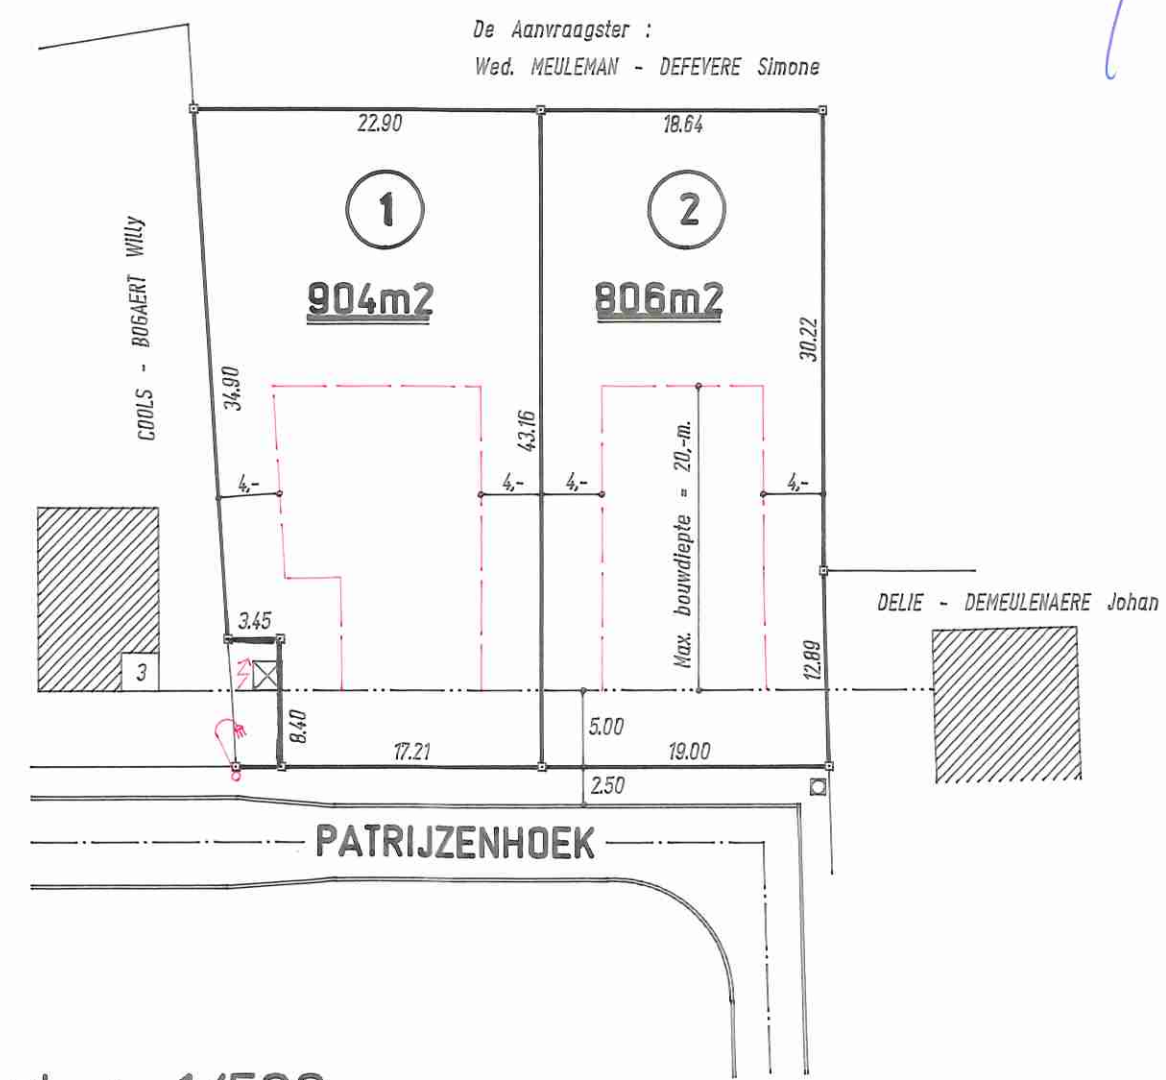 De Aanvraagster :
Wed. MEULEMAN - DEFEVERE Simone
22.90
18.64
1
2
904m2
806m2
COOLS - BOGAERT Willy
34.90
43.16
30.22
4,-
4,-
4,-
4,-
Max. bouwdiepte = 20,-m.
DELIE - DEMEULENAERE Johan
3.45
3
12.89
8.40
5.00
17.21
19.00
2.50
PATRIJZENHOEK